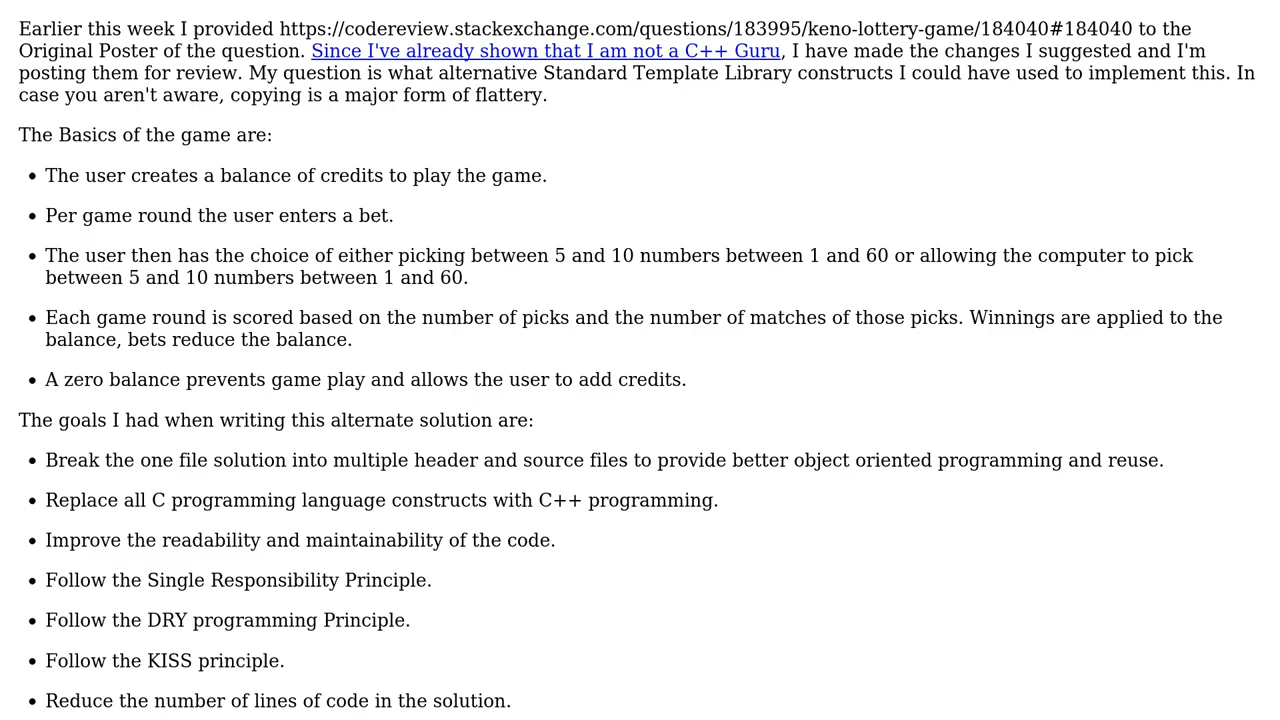 Earlier this week I provided https://codereview.stackexchange.com/questions/183995/keno-lottery-game/184040#184040 to the
Original Poster of the question. Since I've already shown that I am not a C++ Guru, I have made the changes I suggested and I'm
posting them for review. My question is what alternative Standard Template Library constructs I could have used to implement this. In
case you aren't aware, copying is a major form of flattery.
The Basics of the game are:
• The user creates a balance of credits to play the game.
• Per game round the user enters a bet.
• The user then has the choice of either picking between 5 and 10 numbers between 1 and 60 or allowing the computer to pick
between 5 and 10 numbers between 1 and 60.
• Each game round is scored based on the number of picks and the number of matches of those picks. Winnings are applied to the
balance, bets reduce the balance.
• A zero balance prevents game play and allows the user to add credits.
The goals I had when writing this alternate solution are:
• Break the one file solution into multiple header and source files to provide better object oriented programming and reuse.
• Replace all C programming language constructs with C++ programming.
• Improve the readability and maintainability of the code.
• Follow the Single Responsibility Principle.
• Follow the DRY programming Principle.
• Follow the KISS principle.
• Reduce the number of lines of code in the solution.